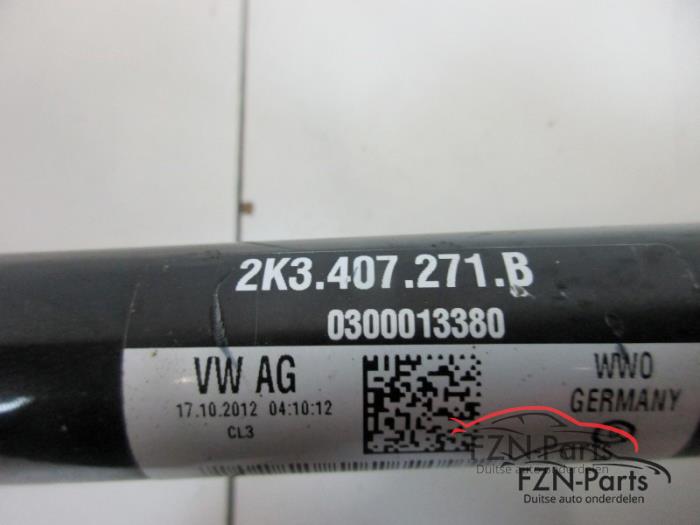 2K3.407.271.B
0300013380
VW AG
17.10.2012 04:10:12
CL3
WWO
GERMANY
FZN-Parts
Duitse auto onderdelen
FZN-Parts
Duitse auto onderdelen